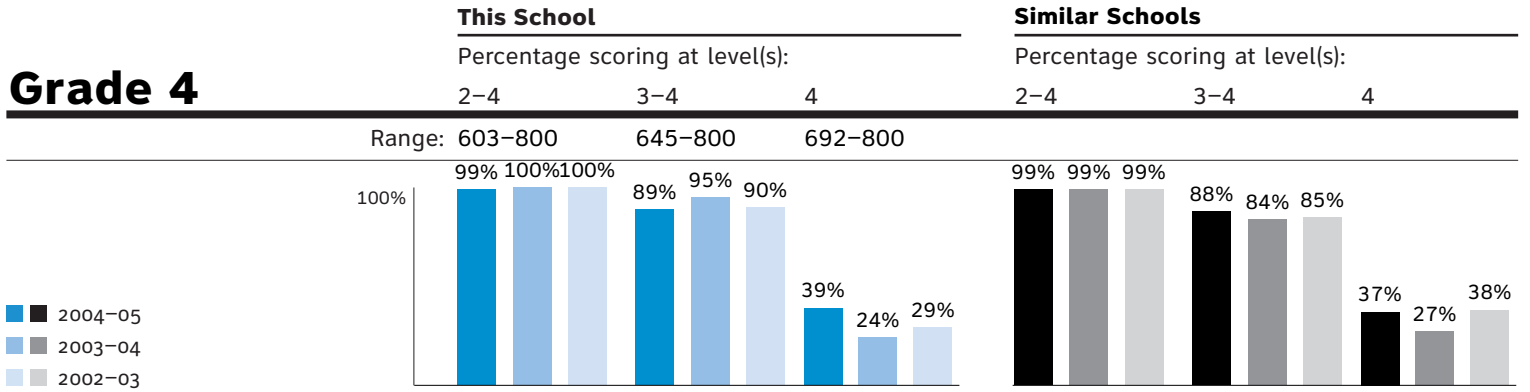 This School Similar Schools
Percentage scoring at level(s): Percentage scoring at level(s):
Grade 4 2–4 3–4 4 2–4 3–4 4
Range: 603–800 645–800 692–800
99% 100% 100% 89% 95% 90% 39% 24% 29% 99% 99% 99% 88% 84% 85% 37% 27% 38%
100%
2004–05
2003–04
2002–03